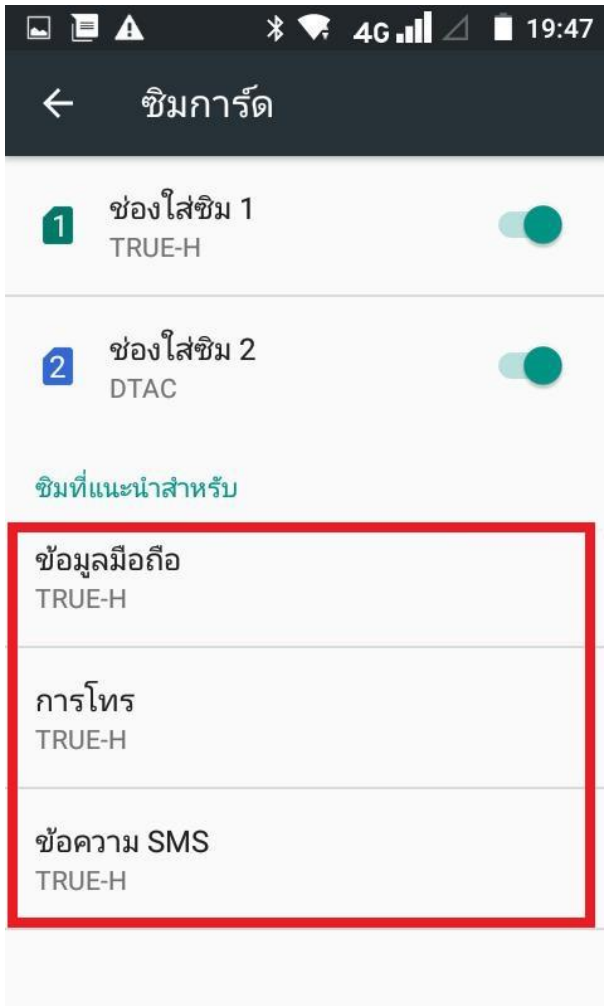 4G 19:47
ซิมการ์ด
1 ช่องใส่ซิม 1
TRUE-H
2 ช่องใส่ซิม 2
DTAC
ซิมที่แนะนำสำหรับ
ข้อมูลมือถือ
TRUE-H
การโทร
TRUE-H
ข้อความ SMS
TRUE-H